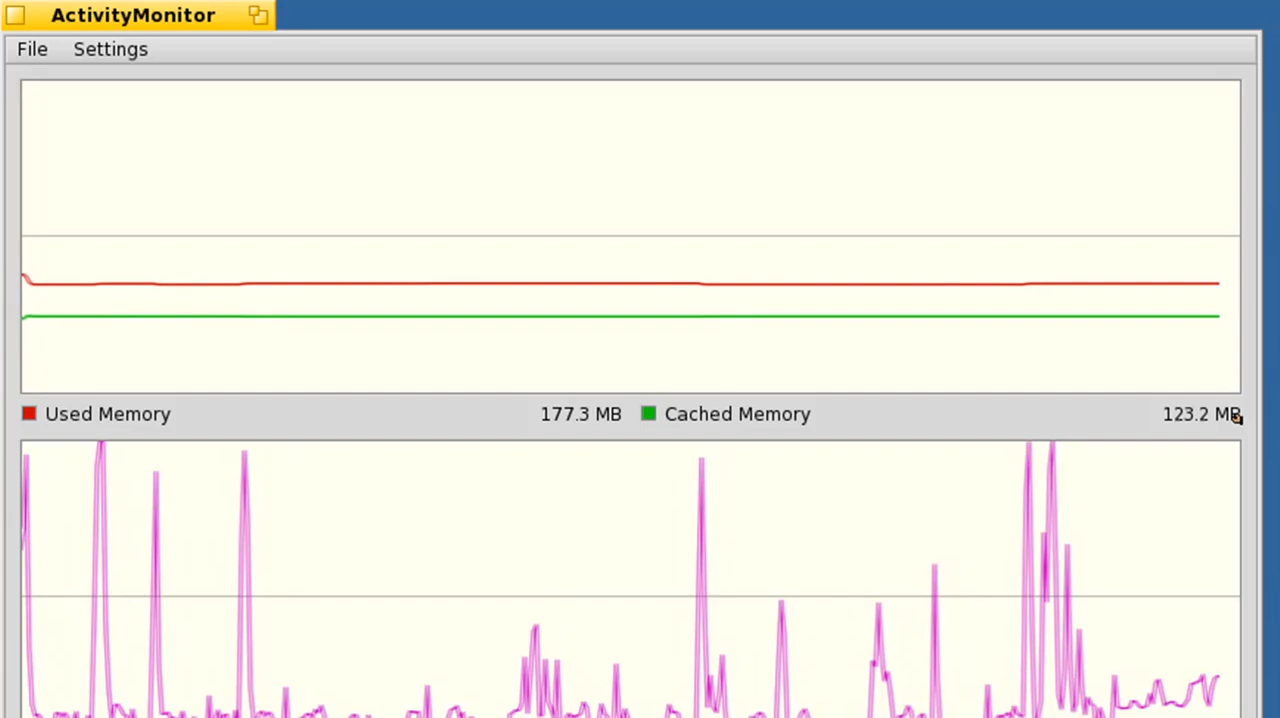 ActivityMonitor
File Settings
Used Memory 177.3 MB Cached Memory 123.2 MB